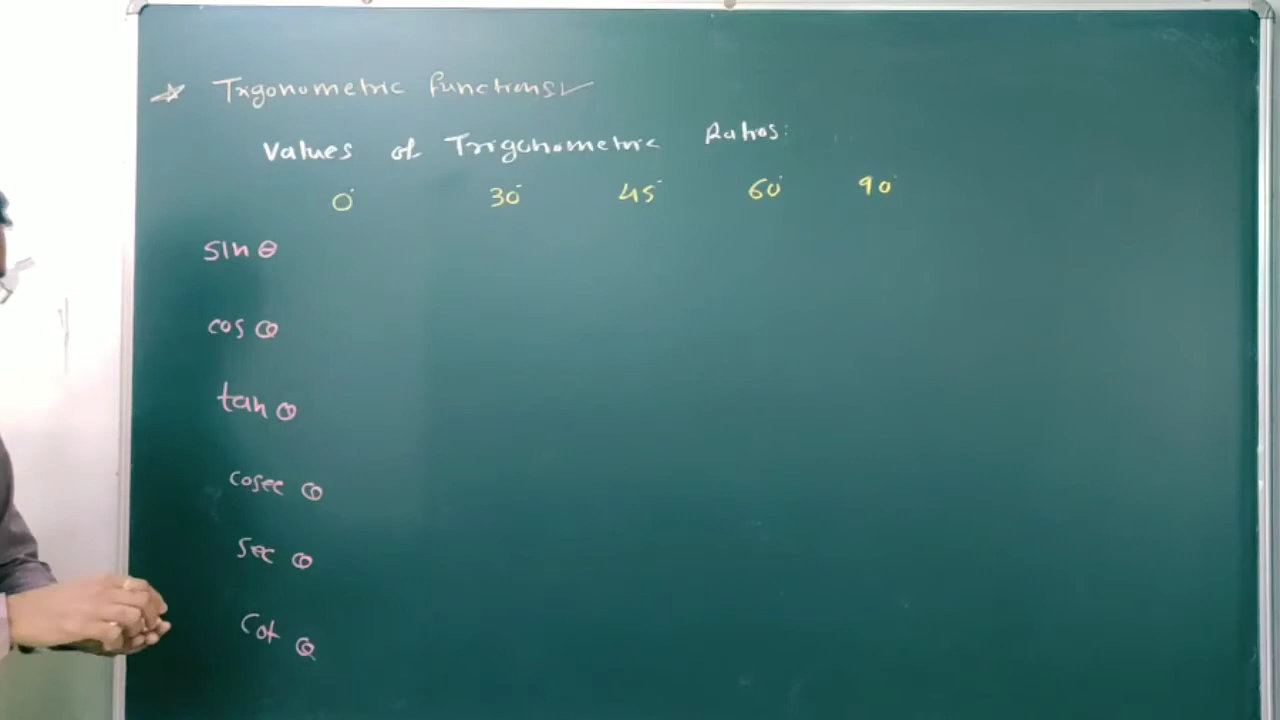 Trigonometric functions
Values of Trigonometric Ratios:
0° 30° 45° 60° 90°
sin θ
cos θ
tan θ
cosec θ
sec θ
cot θ